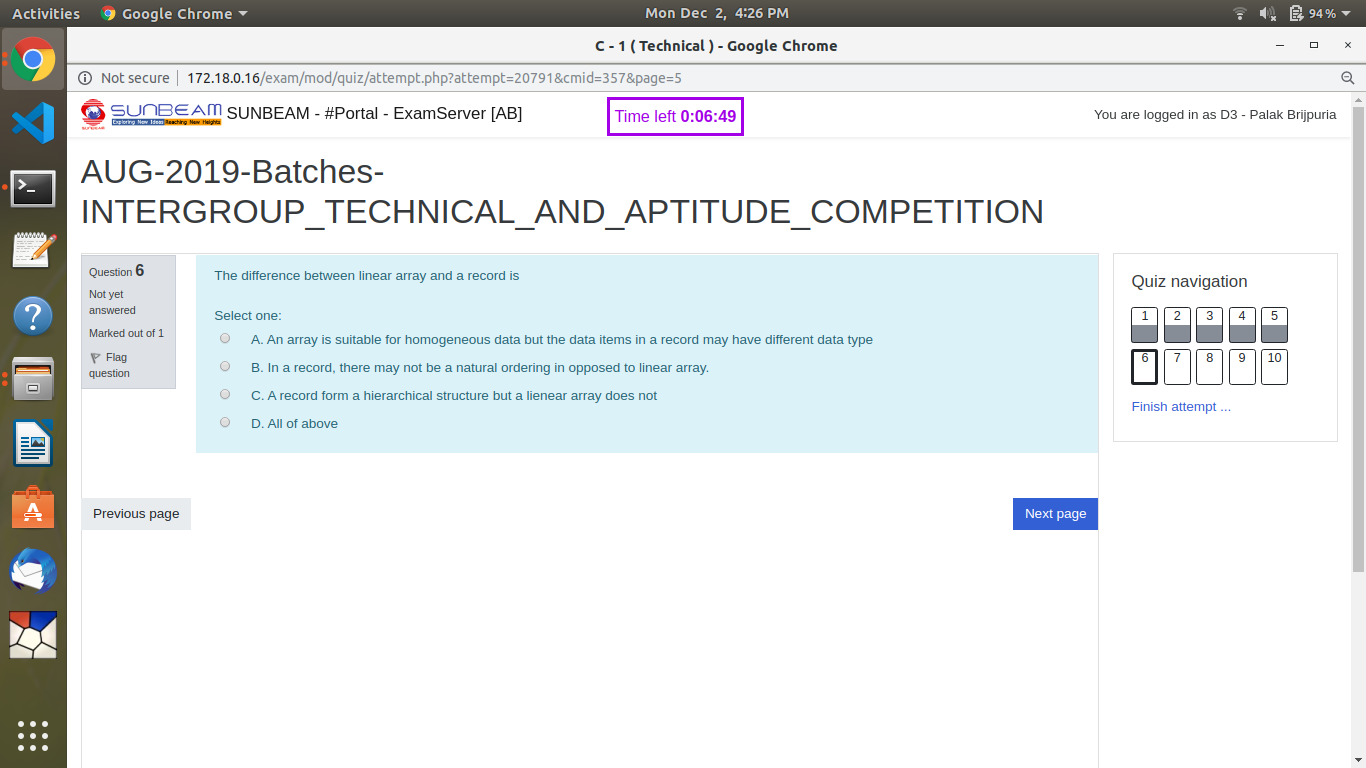 Activities
Google Chrome
Mon Dec 2, 4:26 PM
94%
C - 1 ( Technical ) - Google Chrome
Not secure
172.18.0.16/exam/mod/quiz/attempt.php?attempt=20791&cmid=357&page=5
SUNBEAM
Exploring New Ideas Reaching New Heights
SUNBEAM - #Portal - ExamServer [AB]
Time left 0:06:49
You are logged in as D3 - Palak Brijpuria
AUG-2019-Batches-
INTERGROUP_TECHNICAL_AND_APTITUDE_COMPETITION
Question 6
Not yet
answered
Marked out of 1
Flag
question
The difference between linear array and a record is
Select one:
A. An array is suitable for homogeneous data but the data items in a record may have different data type
B. In a record, there may not be a natural ordering in opposed to linear array.
C. A record form a hierarchical structure but a lienear array does not
D. All of above
Previous page
Next page
Quiz navigation
1 2 3 4 5
6 7 8 9 10
Finish attempt ...